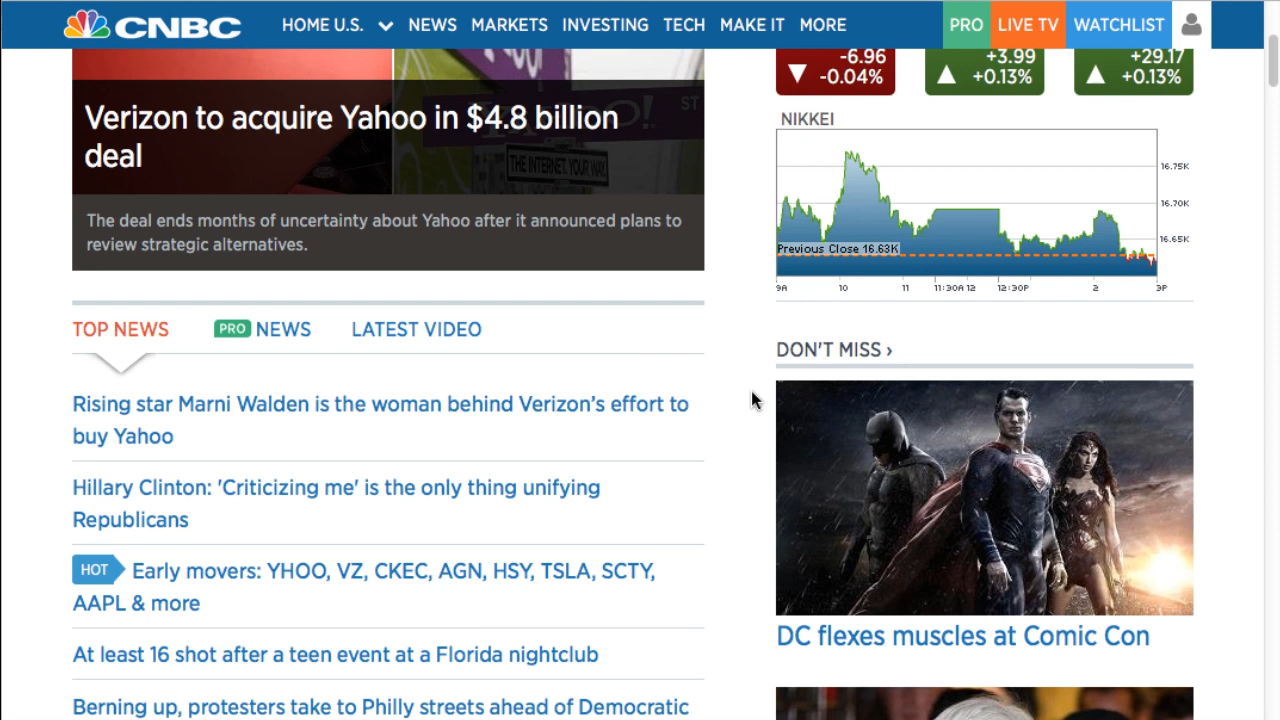 CNBC HOME U.S. NEWS MARKETS INVESTING TECH MAKE IT MORE PRO LIVE TV WATCHLIST
Verizon to acquire Yahoo in $4.8 billion
deal
ST
THE INTERNET. YOUR WAY.
The deal ends months of uncertainty about Yahoo after it announced plans to
review strategic alternatives.
TOP NEWS PRO NEWS LATEST VIDEO
Rising star Marni Walden is the woman behind Verizon’s effort to
buy Yahoo
Hillary Clinton: 'Criticizing me' is the only thing unifying
Republicans
HOT Early movers: YHOO, VZ, CKEC, AGN, HSY, TSLA, SCTY,
AAPL & more
At least 16 shot after a teen event at a Florida nightclub
Berning up, protesters take to Philly streets ahead of Democratic
-6.96 +3.99 +29.17
-0.04% +0.13% +0.13%
NIKKEI
16.75K
16.70K
16.65K
Previous Close 16.63K
9A 10 11 11:30A 12 12:30P 2 3P
DON'T MISS ›
DC flexes muscles at Comic Con